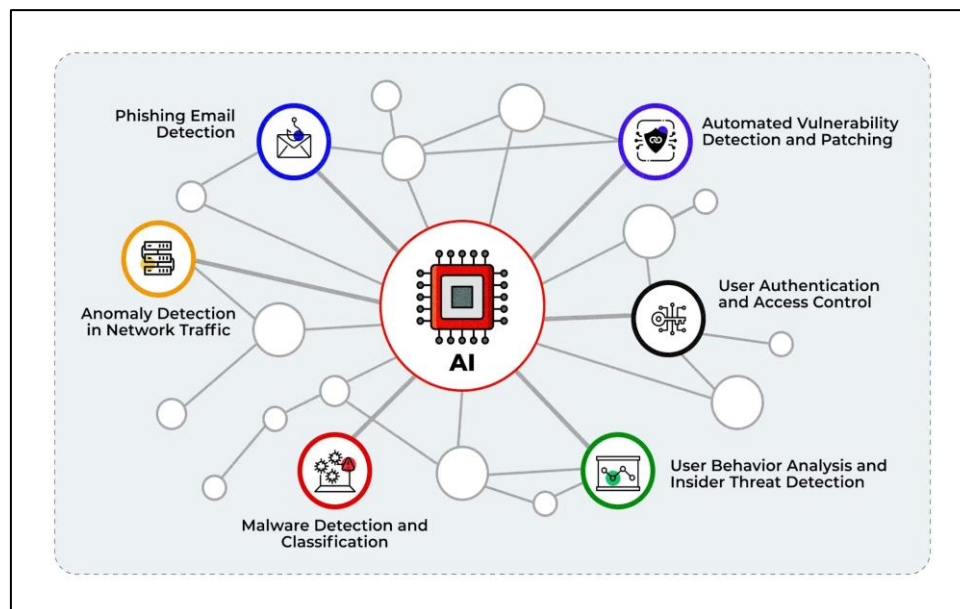 Phishing Email
Detection
Automated Vulnerability
Detection and Patching
Anomaly Detection
in Network Traffic
AI
User Authentication
and Access Control
Malware Detection and
Classification
User Behavior Analysis and
Insider Threat Detection